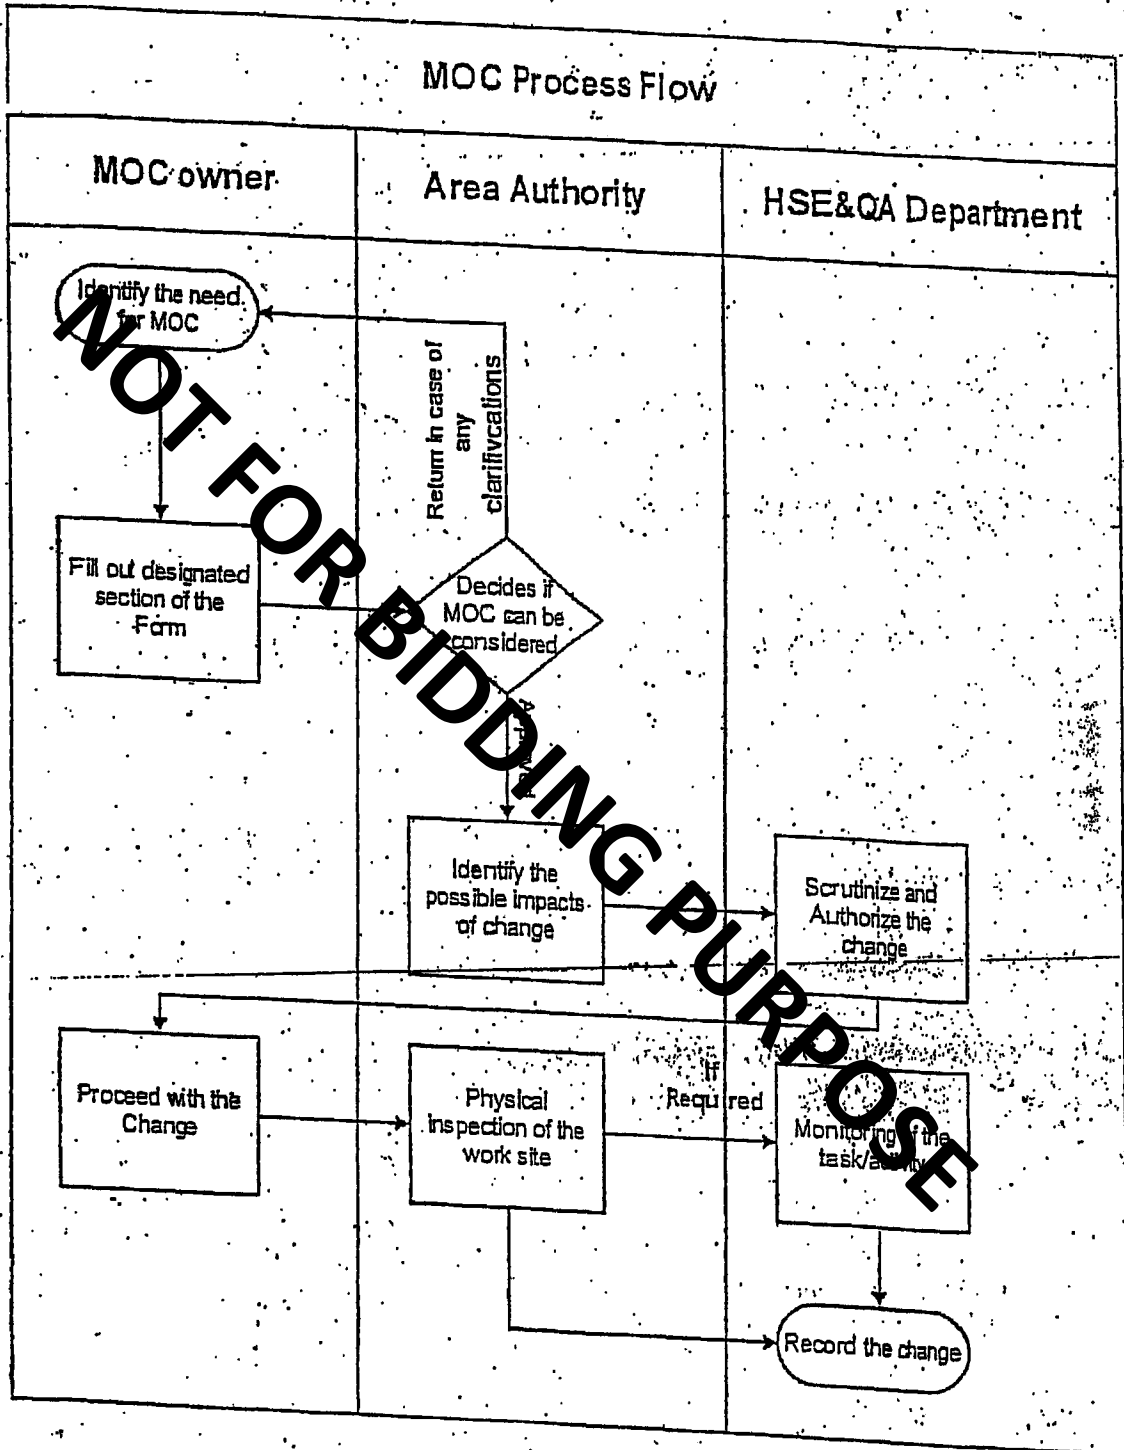 MOC Process Flow
MOC owner
Area Authority
HSE&QA Department
Identify the need
for MOC
Return in case of
any
clarifivcations
Fill out designated
section of the
Form
Decides if
MOC can be
considered
Identify the
possible impacts
of change
Scrutinize and
Authorize the
change
Proceed with the
Change
Physical
inspection of the
work site
If
Required
Monitoring of the
task/activity
Record the change
NOT FOR BIDDING PURPOSE